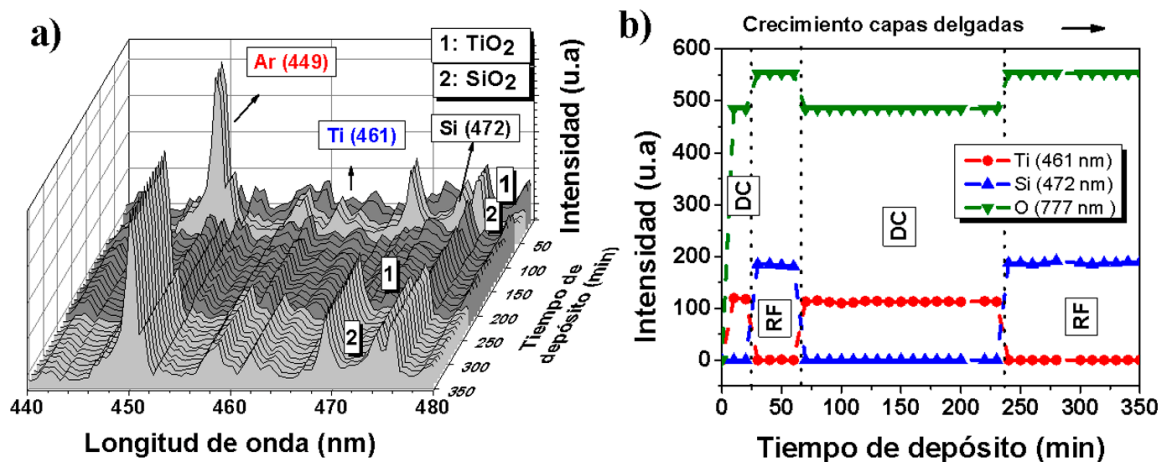 a)
1: TiO2
2: SiO2
Ar (449)
Ti (461)
Si (472)
1
2
1
2
Intensidad (u.a)
50
100
150
200
250
300
350
Tiempo de
depósito (min)
440
450
460
470
480
Longitud de onda (nm)
b)
Crecimiento capas delgadas
600
500
400
300
200
100
0
Intensidad (u.a)
DC
RF
DC
RF
Ti (461 nm)
Si (472 nm)
O (777 nm )
0
50
100
150
200
250
300
350
Tiempo de depósito (min)